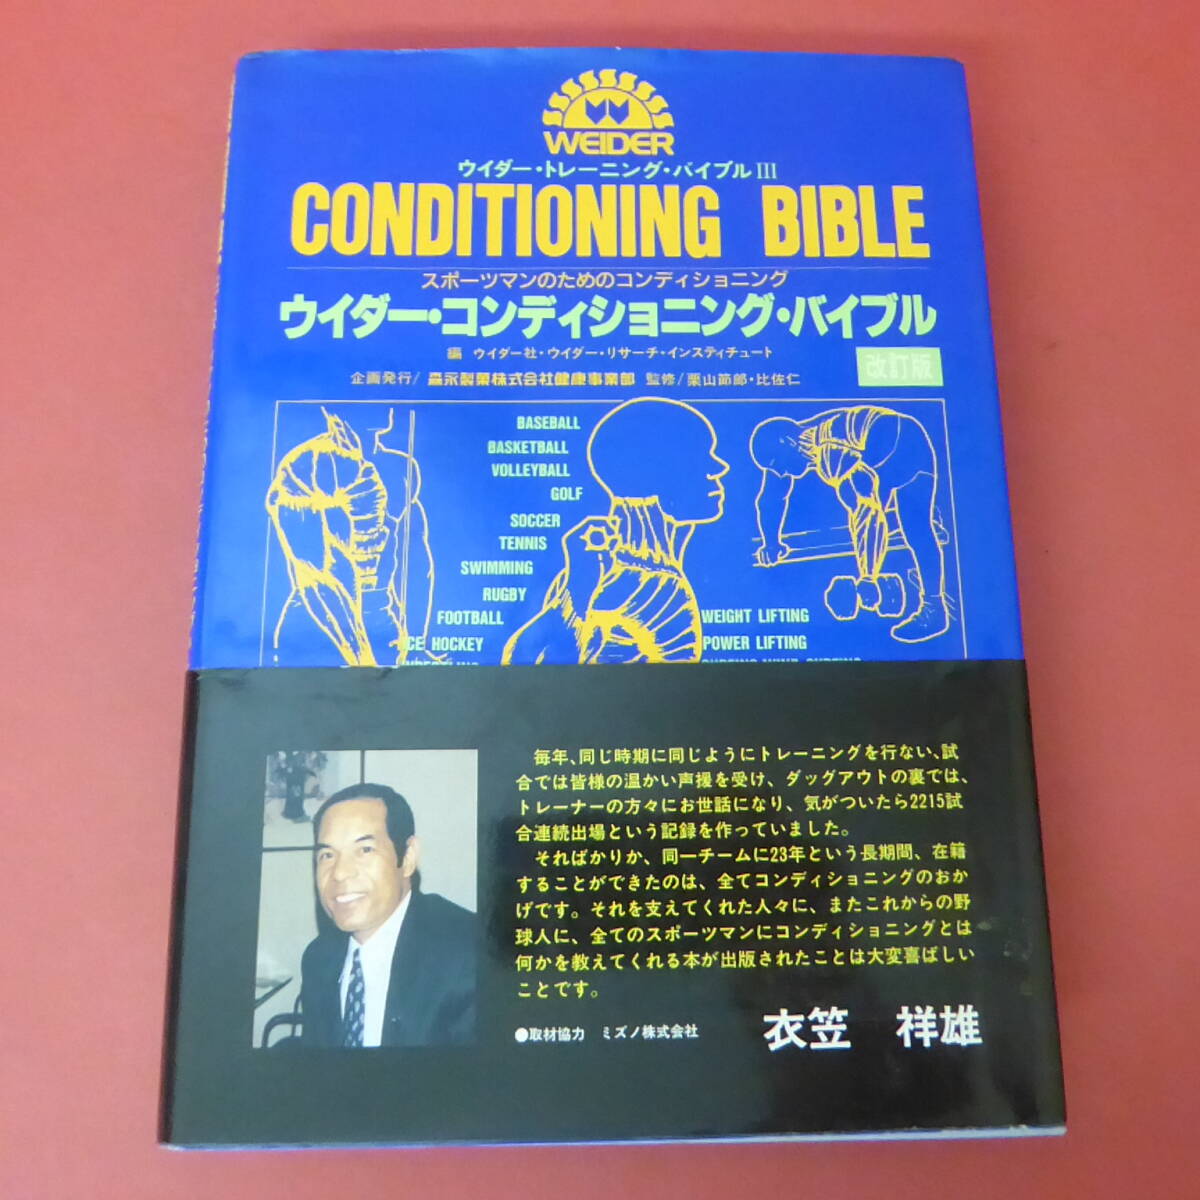 WEIDER
ウイダー・トレーニング・バイブルIII
CONDITIONING BIBLE
スポーツマンのためのコンディショニング
ウイダー・コンディショニング・バイブル
編 ウイダー社・ウイダー・リサーチ・インスティチュート
改訂版
企画発行/森永製菓株式会社健康事業部 監修/栗山節郎・比佐仁
BASEBALL
BASKETBALL
VOLLEYBALL
GOLF
SOCCER
TENNIS
SWIMMING
RUGBY
FOOTBALL
CE HOCKEY
WEIGHT LIFTING
POWER LIFTING
毎年、同じ時期に同じようにトレーニングを行ない、試
合では皆様の温かい声援を受け、ダッグアウトの裏では、
トレーナーの方々にお世話になり、気がついたら2215試
合連続出場という記録を作っていました。
そればかりか、同一チームに23年という長期間、在籍
することができたのは、全てコンディショニングのおか
げです。それを支えてくれた人々に、またこれからの野
球人に、全てのスポーツマンにコンディショニングとは
何かを教えてくれる本が出版されたことは大変喜ばしい
ことです。
●取材協力 ミズノ株式会社
衣笠 祥雄